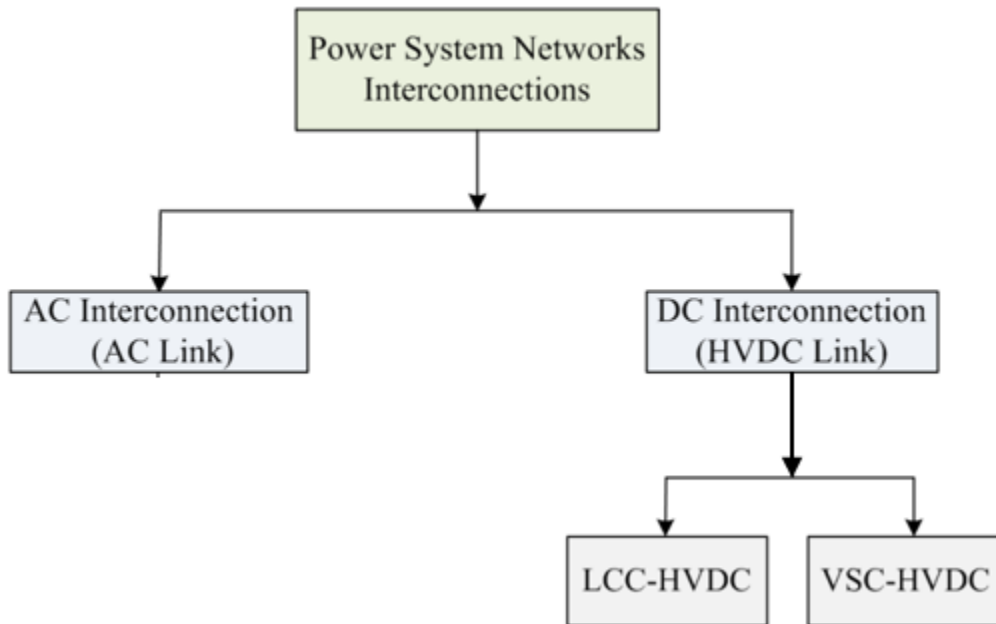 Power System Networks
Interconnections
AC Interconnection
(AC Link)
DC Interconnection
(HVDC Link)
LCC-HVDC
VSC-HVDC